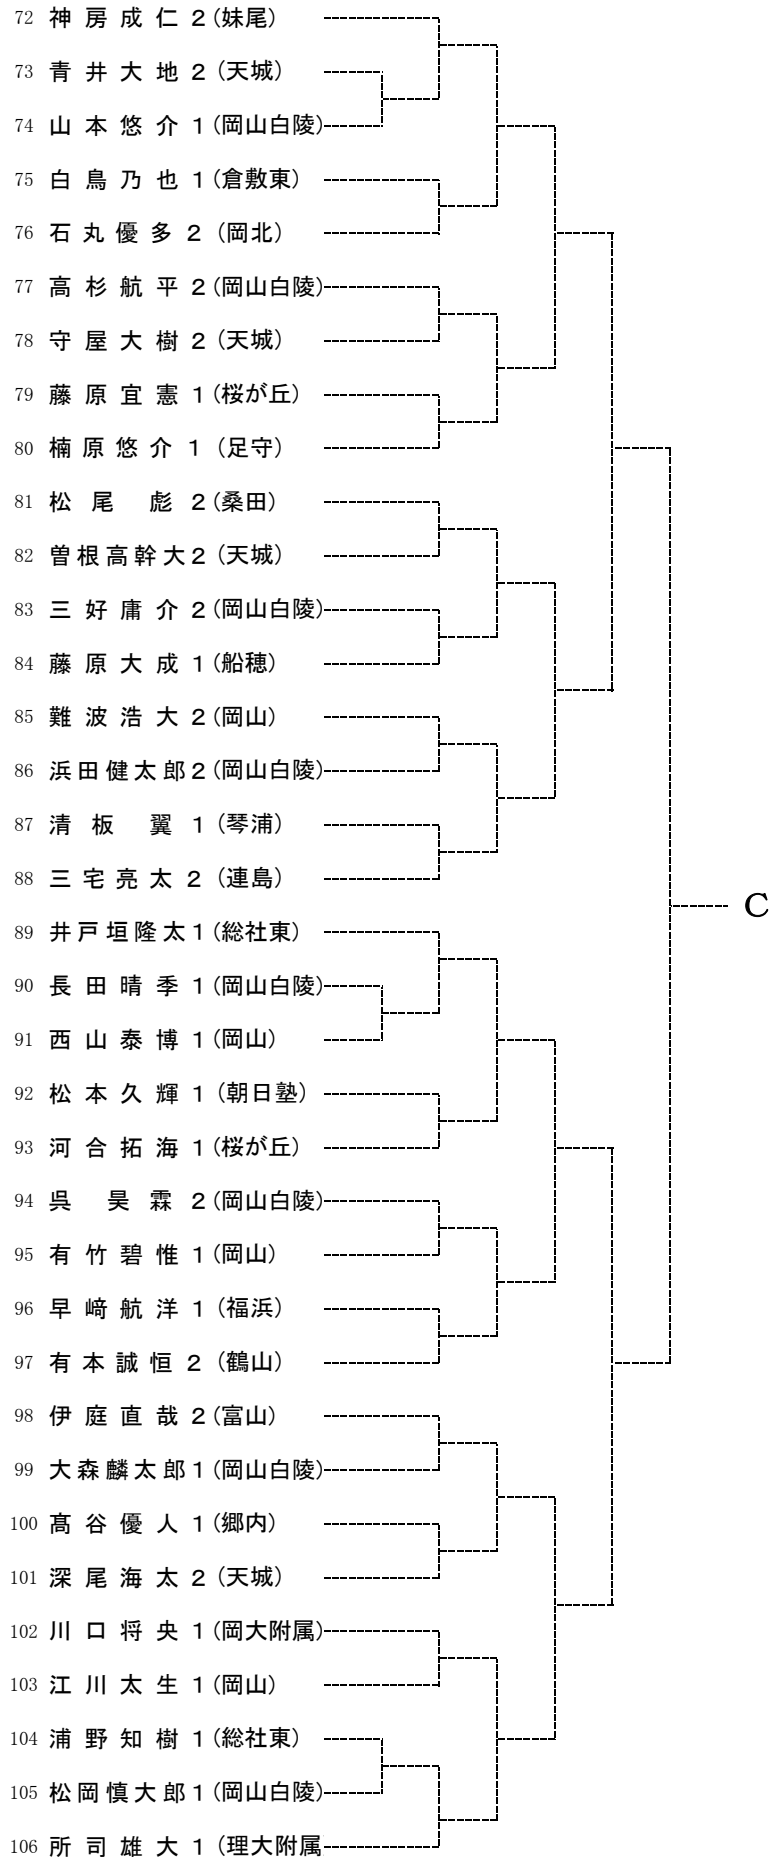 72 神房成仁 2 (妹尾)
73 青井大地 2 (天城)
74 山本悠介 1 (岡山白陵)
75 白鳥乃也 1 (倉敷東)
76 石丸優多 2 (岡北)
77 高杉航平 2 (岡山白陵)
78 守屋大樹 2 (天城)
79 藤原宜憲 1 (桜が丘)
80 楠原悠介 1 (足守)
81 松尾 彪 2 (桑田)
82 曽根高幹大 2 (天城)
83 三好庸介 2 (岡山白陵)
84 藤原大成 1 (船穂)
85 難波浩大 2 (岡山)
86 浜田健太郎 2 (岡山白陵)
87 清板 翼 1 (琴浦)
88 三宅亮太 2 (連島)
89 井戸垣隆太 1 (総社東)
90 長田晴季 1 (岡山白陵)
91 西山泰博 1 (岡山)
92 松本久輝 1 (朝日塾)
93 河合拓海 1 (桜が丘)
94 呉 昊霖 2 (岡山白陵)
95 有竹碧惟 1 (岡山)
96 早﨑航洋 1 (福浜)
97 有本誠恒 2 (鶴山)
98 伊庭直哉 2 (富山)
99 大森麟太郎 1 (岡山白陵)
100 髙谷優人 1 (郷内)
101 深尾海太 2 (天城)
102 川口将央 1 (岡大附属)
103 江川太生 1 (岡山)
104 浦野知樹 1 (総社東)
105 松岡慎太郎 1 (岡山白陵)
106 所司雄大 1 (理大附属
C